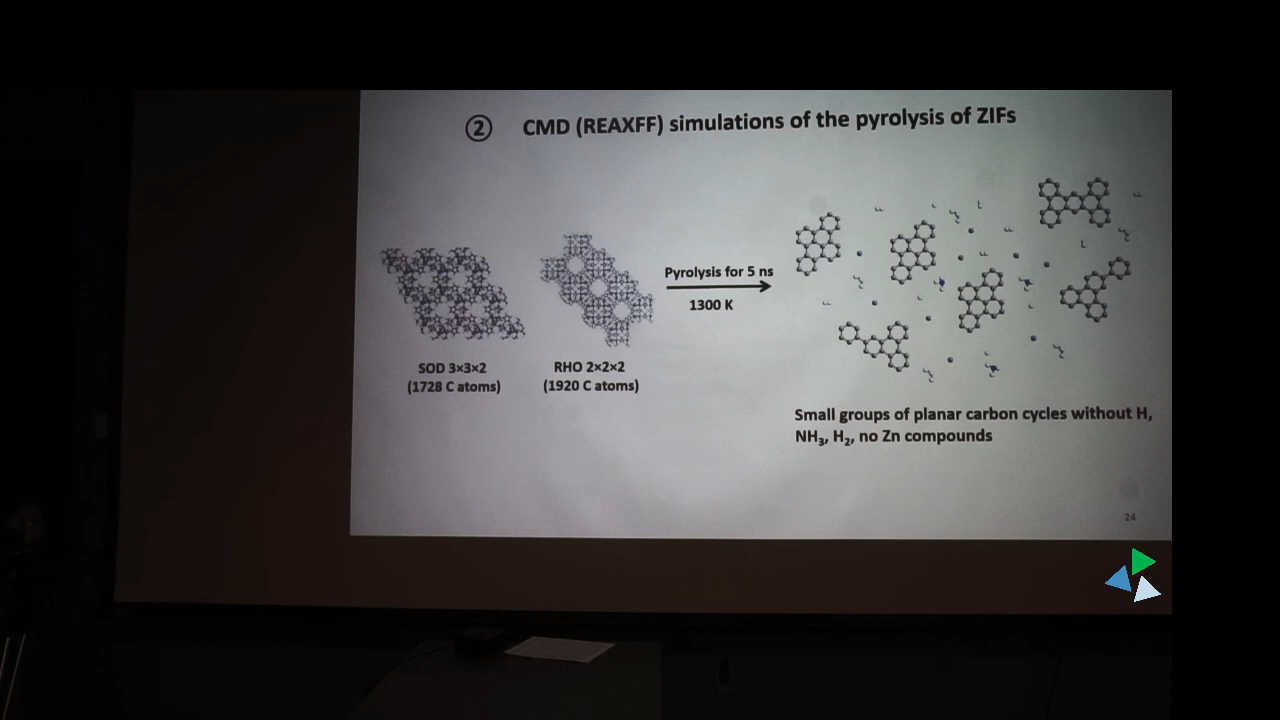 ② CMD (REAXFF) simulations of the pyrolysis of ZIFs
Pyrolysis for 5 ns
1300 K
SOD 3×3×2
(1728 C atoms)
RHO 2×2×2
(1920 C atoms)
Small groups of planar carbon cycles without H,
NH₃, H₂, no Zn compounds
24